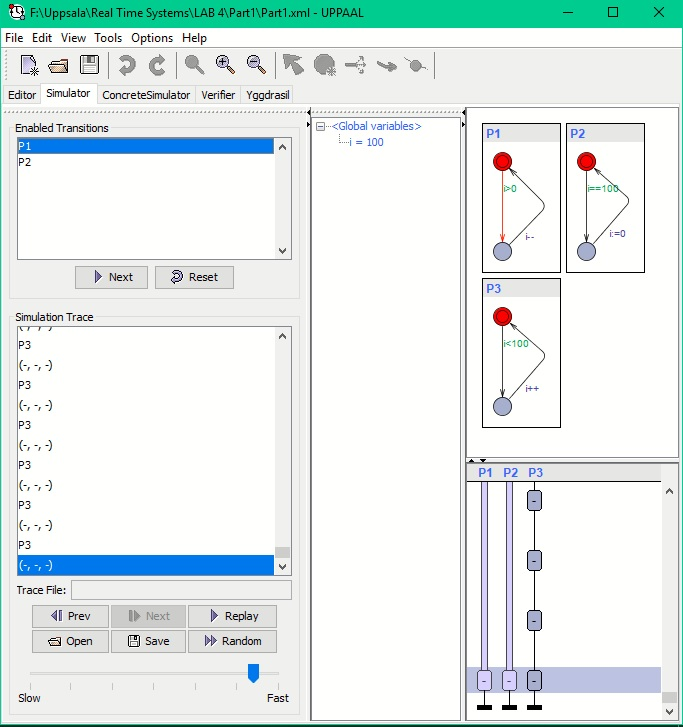 F:\Uppsala\Real Time Systems\LAB 4\Part1\Part1.xml - UPPAAL
File Edit View Tools Options Help
Editor Simulator ConcreteSimulator Verifier Yggdrasil
Enabled Transitions
P1
P2
Next Reset
Simulation Trace
(-, -, -)
P3
(-, -, -)
P3
(-, -, -)
P3
(-, -, -)
P3
(-, -, -)
P3
(-, -, -)
P3
(-, -, -)
Trace File:
Prev Next Replay
Open Save Random
Slow Fast
<Global variables>
i = 100
P1
i>0
i--
P2
i==100
i:=0
P3
i<100
i++
P1 P2 P3
-
-
-
- - -